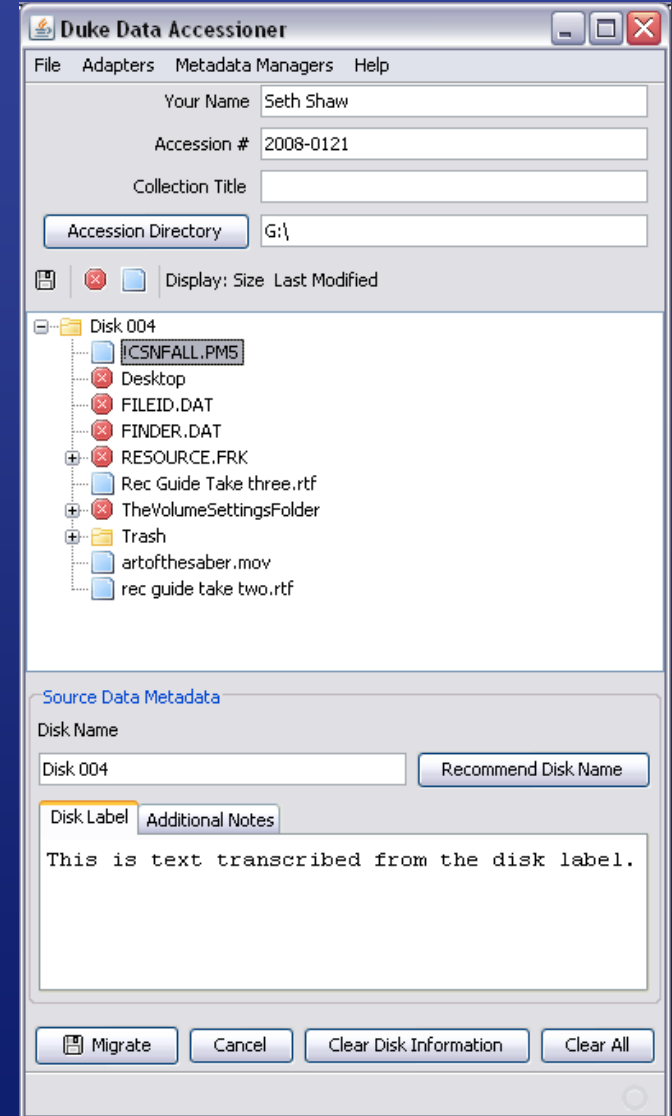 Duke Data Accessioner
File Adapters Metadata Managers Help
Your Name Seth Shaw
Accession # 2008-0121
Collection Title
Accession Directory G:\
Display: Size Last Modified
Disk 004
!CSNFALL.PM5
Desktop
FILEID.DAT
FINDER.DAT
RESOURCE.FRK
Rec Guide Take three.rtf
TheVolumeSettingsFolder
Trash
artofthesaber.mov
rec guide take two.rtf
Source Data Metadata
Disk Name
Disk 004 Recommend Disk Name
Disk Label Additional Notes
This is text transcribed from the disk label.
Migrate Cancel Clear Disk Information Clear All